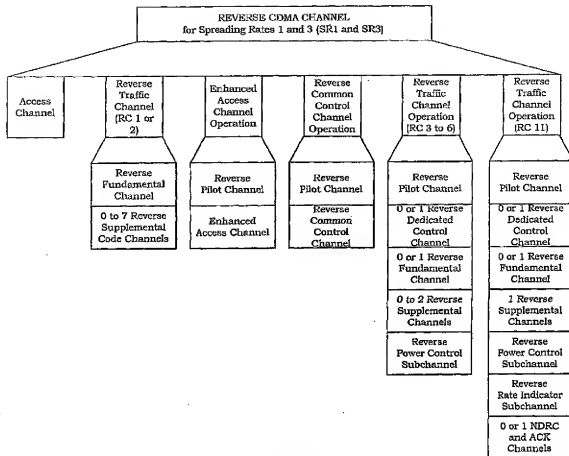 REVERSE CDMA CHANNEL
for Spreading Rates 1 and 3 (SR1 and SR3)
Access
Channel
Reverse
Traffic
Channel
(RC 1 or
2)
Enhanced
Access
Channel
Operation
Reverse
Common
Control
Channel
Operation
Reverse
Traffic
Channel
Operation
(RC 3 to 6)
Reverse
Traffic
Channel
Operation
(RC 11)
Reverse
Fundamental
Channel
0 to 7 Reverse
Supplemental
Code Channels
Reverse
Pilot Channel
Enhanced
Access Channel
Reverse
Pilot Channel
Reverse
Common
Control
Channel
Reverse
Pilot Channel
0 or 1 Reverse
Dedicated
Control
Channel
0 or 1 Reverse
Fundamental
Channel
0 to 2 Reverse
Supplemental
Channels
Reverse
Power Control
Subchannel
Reverse
Pilot Channel
0 or 1 Reverse
Dedicated
Control
Channel
0 or 1 Reverse
Fundamental
Channel
1 Reverse
Supplemental
Channels
Reverse
Power Control
Subchannel
Reverse
Rate Indicator
Subchannel
0 or 1 NDRC
and ACK
Channels